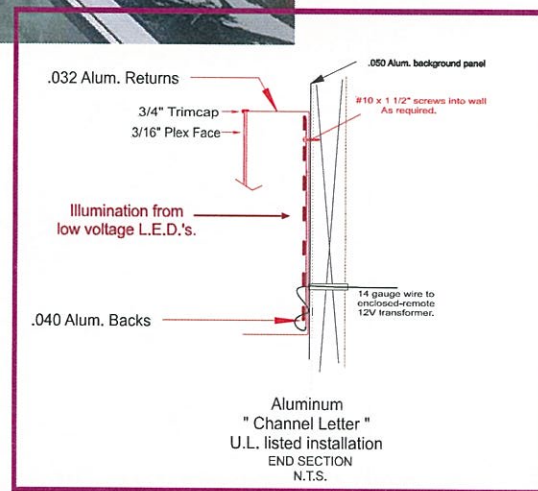 .050 Alum. background panel
.032 Alum. Returns
#10 x 1 1/2" screws into wall
As required.
3/4" Trimcap
3/16" Plex Face
Illumination from
low voltage L.E.D.'s.
14 gauge wire to
enclosed-remote
12V transformer.
.040 Alum. Backs
Aluminum
" Channel Letter "
U.L. listed installation
END SECTION
N.T.S.